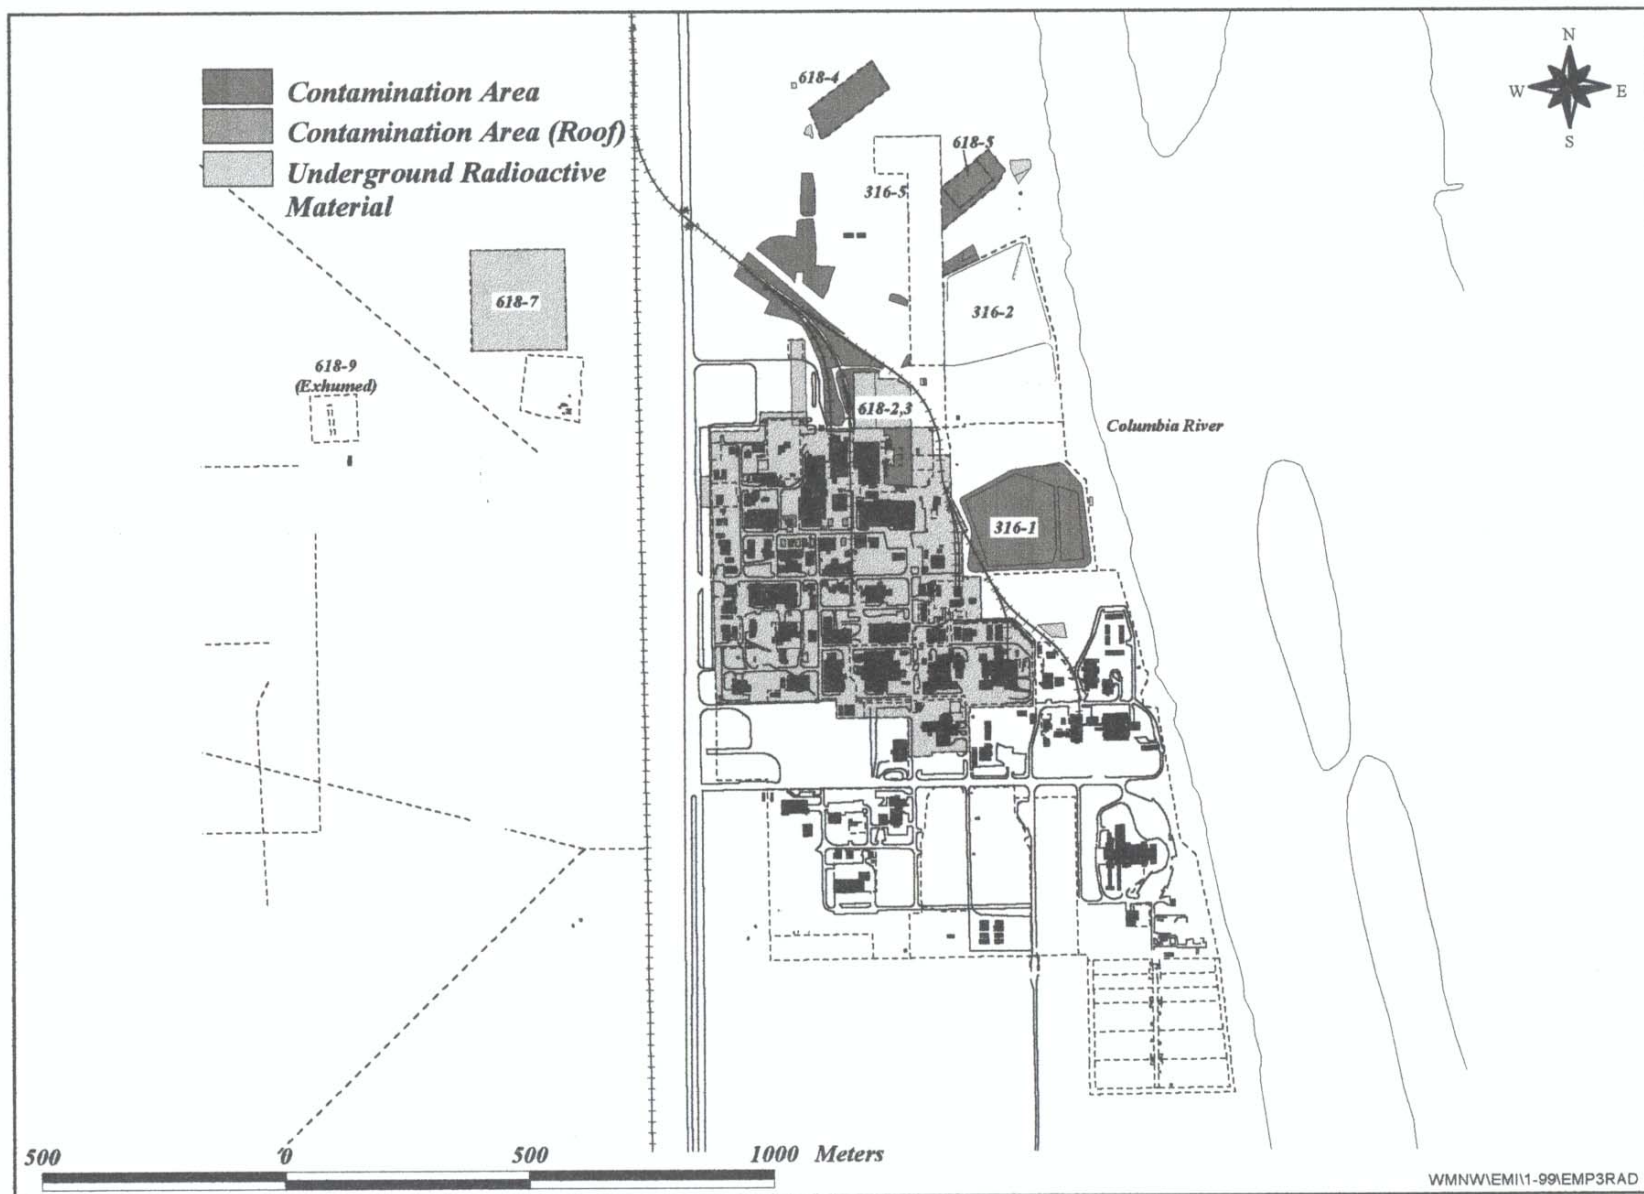 N
W
E
S
Contamination Area
Contamination Area (Roof)
Underground Radioactive
Material
618-4
618-5
316-5
618-7
316-2
618-9
(Exhumed)
618-2,3
Columbia River
316-1
500
0
500
1000 Meters
WMNW\EMI\1-99\EMP3RAD